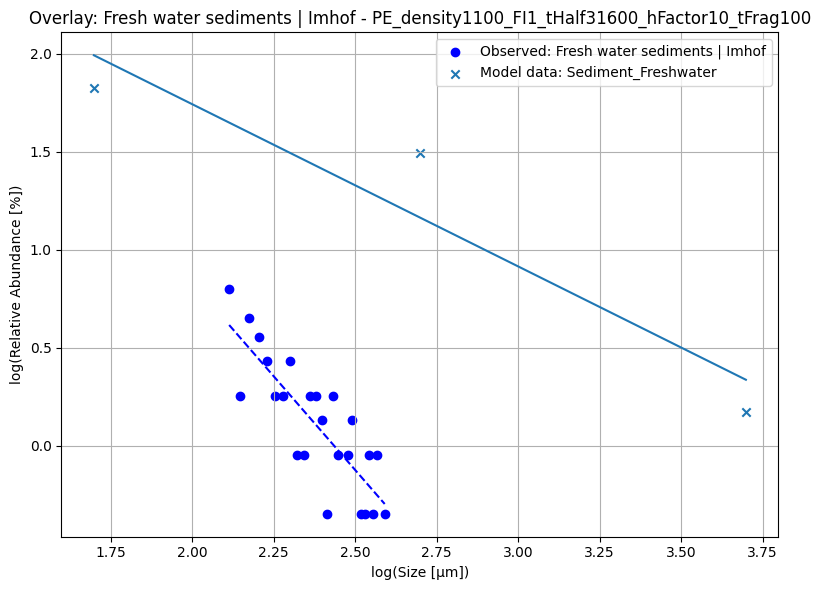 Overlay: Fresh water sediments | Imhof - PE_density1100_FI1_tHalf31600_hFactor10_tFrag100
Observed: Fresh water sediments | Imhof
Model data: Sediment_Freshwater
log(Relative Abundance [%])
2.0
1.5
1.0
0.5
0.0
1.75 2.00 2.25 2.50 2.75 3.00 3.25 3.50 3.75
log(Size [µm])